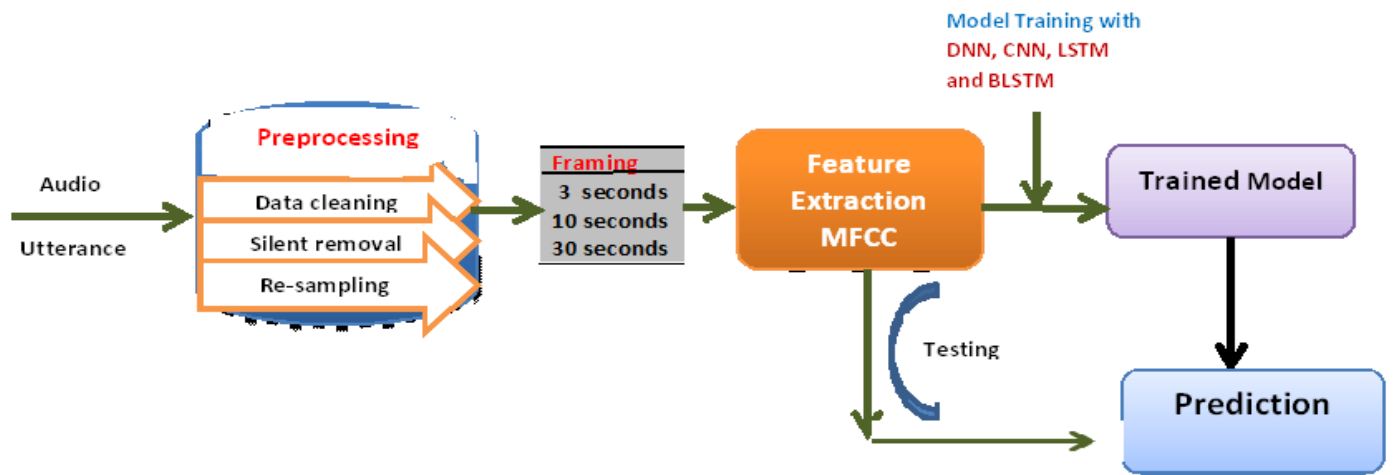 Audio
Utterance
Preprocessing
Data cleaning
Silent removal
Re-sampling
Framing
3 seconds
10 seconds
30 seconds
Feature
Extraction
MFCC
Model Training with
DNN, CNN, LSTM
and BLSTM
Trained Model
Testing
Prediction